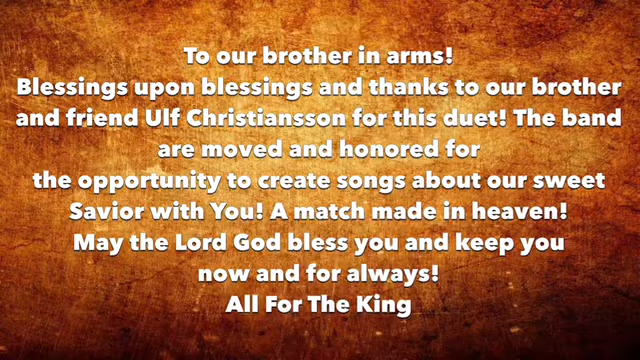 To our brother in arms!
Blessings upon blessings and thanks to our brother
and friend Ulf Christiansson for this duet! The band
are moved and honored for
the opportunity to create songs about our sweet
Savior with You! A match made in heaven!
May the Lord God bless you and keep you
now and for always!
All For The King